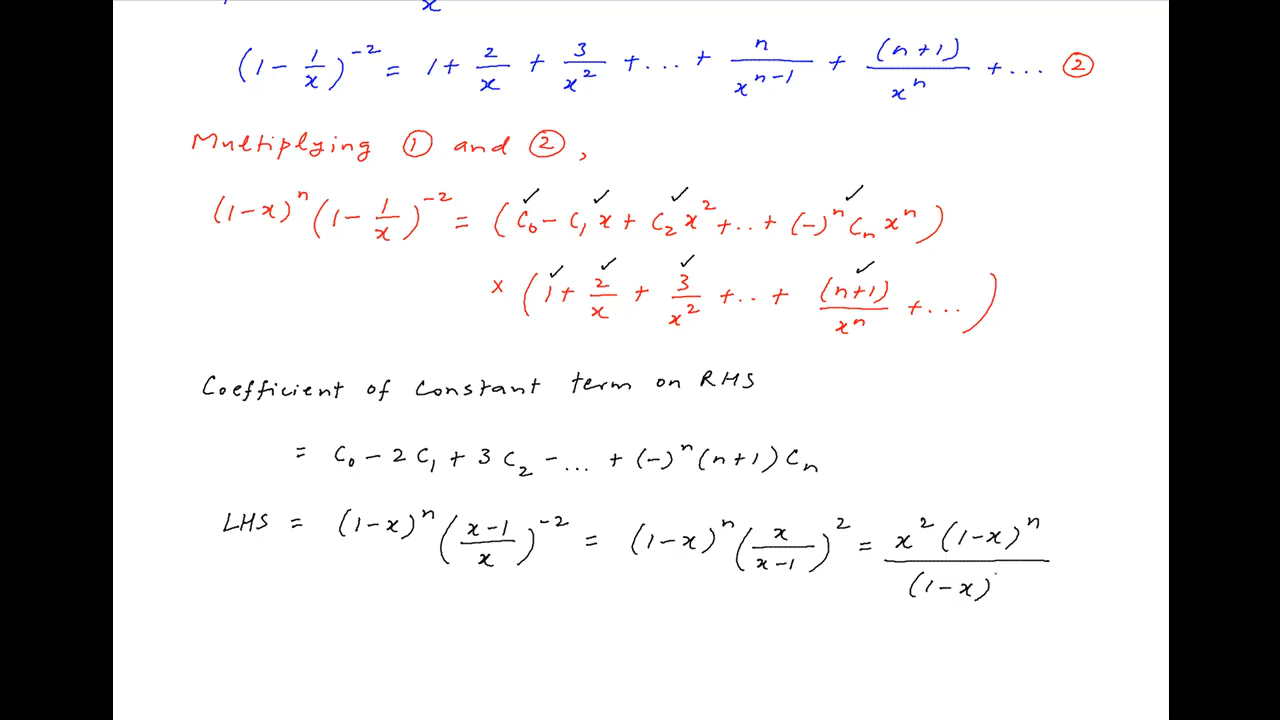 x
(1 - 1/x)^-2 = 1 + 2/x + 3/x^2 + ... + n/x^(n-1) + (n+1)/x^n + ... ②
Multiplying ① and ②,
(1-x)^n (1 - 1/x)^-2 = (C₀ - C₁x + C₂x^2 + .. + (-)^n Cₙ x^n)
× (1 + 2/x + 3/x^2 + .. + (n+1)/x^n + ...)
Coefficient of constant term on RHS
= C₀ - 2C₁ + 3C₂ - ... + (-)^n (n+1) Cₙ
LHS = (1-x)^n ((x-1)/x)^-2 = (1-x)^n (x/(x-1))^2 = x^2 (1-x)^n / (1-x)